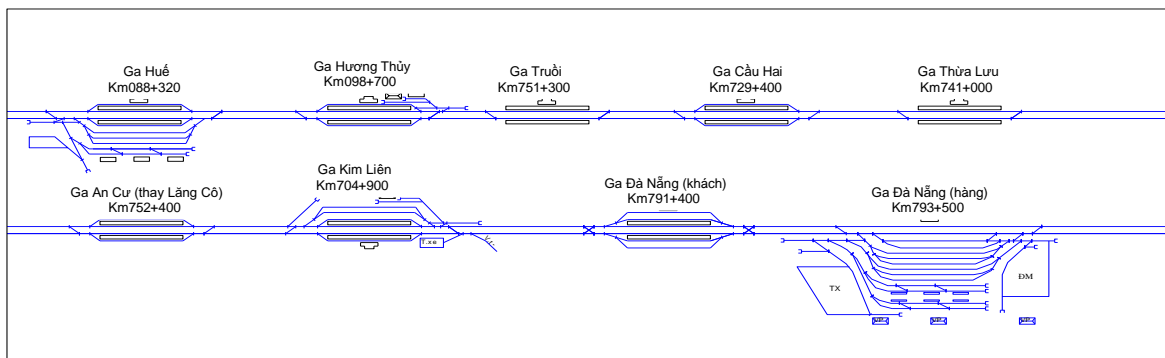 Ga Huế
Km088+320
Ga Hương Thủy
Km098+700
Ga Truồi
Km751+300
Ga Cầu Hai
Km729+400
Ga Thừa Lưu
Km741+000
Ga An Cư (thay Lăng Cô)
Km752+400
Ga Kim Liên
Km704+900
T.xe
Ga Đà Nẵng (khách)
Km791+400
Ga Đà Nẵng (hàng)
Km793+500
TX
ĐM